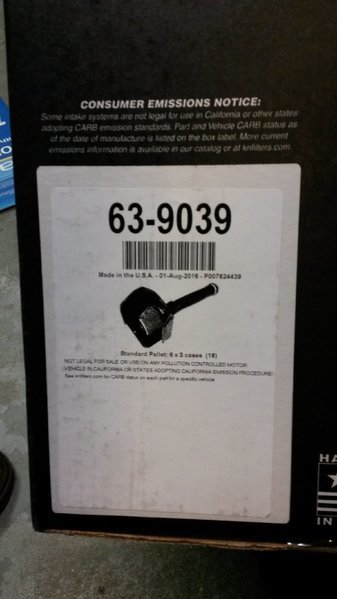 CONSUMER EMISSIONS NOTICE:
Some intake systems are not legal for use in California or other states
adopting CARB emission standards. Part and Vehicle CARB status as
of the date of manufacture is listed on the box label. More current
emissions information is available in our catalog or at knfilters.com.
63-9039
Made in the U.S.A. - 01-Aug-2016 - P007624439
Standard Pallet: 6 x 3 cases (18)
NOT LEGAL FOR SALE OR USE ON ANY POLLUTION CONTROLLED MOTOR
VEHICLE IN CALIFORNIA OR STATES ADOPTING CALIFORNIA EMISSION PROCEDURES
See knfilters.com for CARB status on each part for a specific vehicle
HA
IN